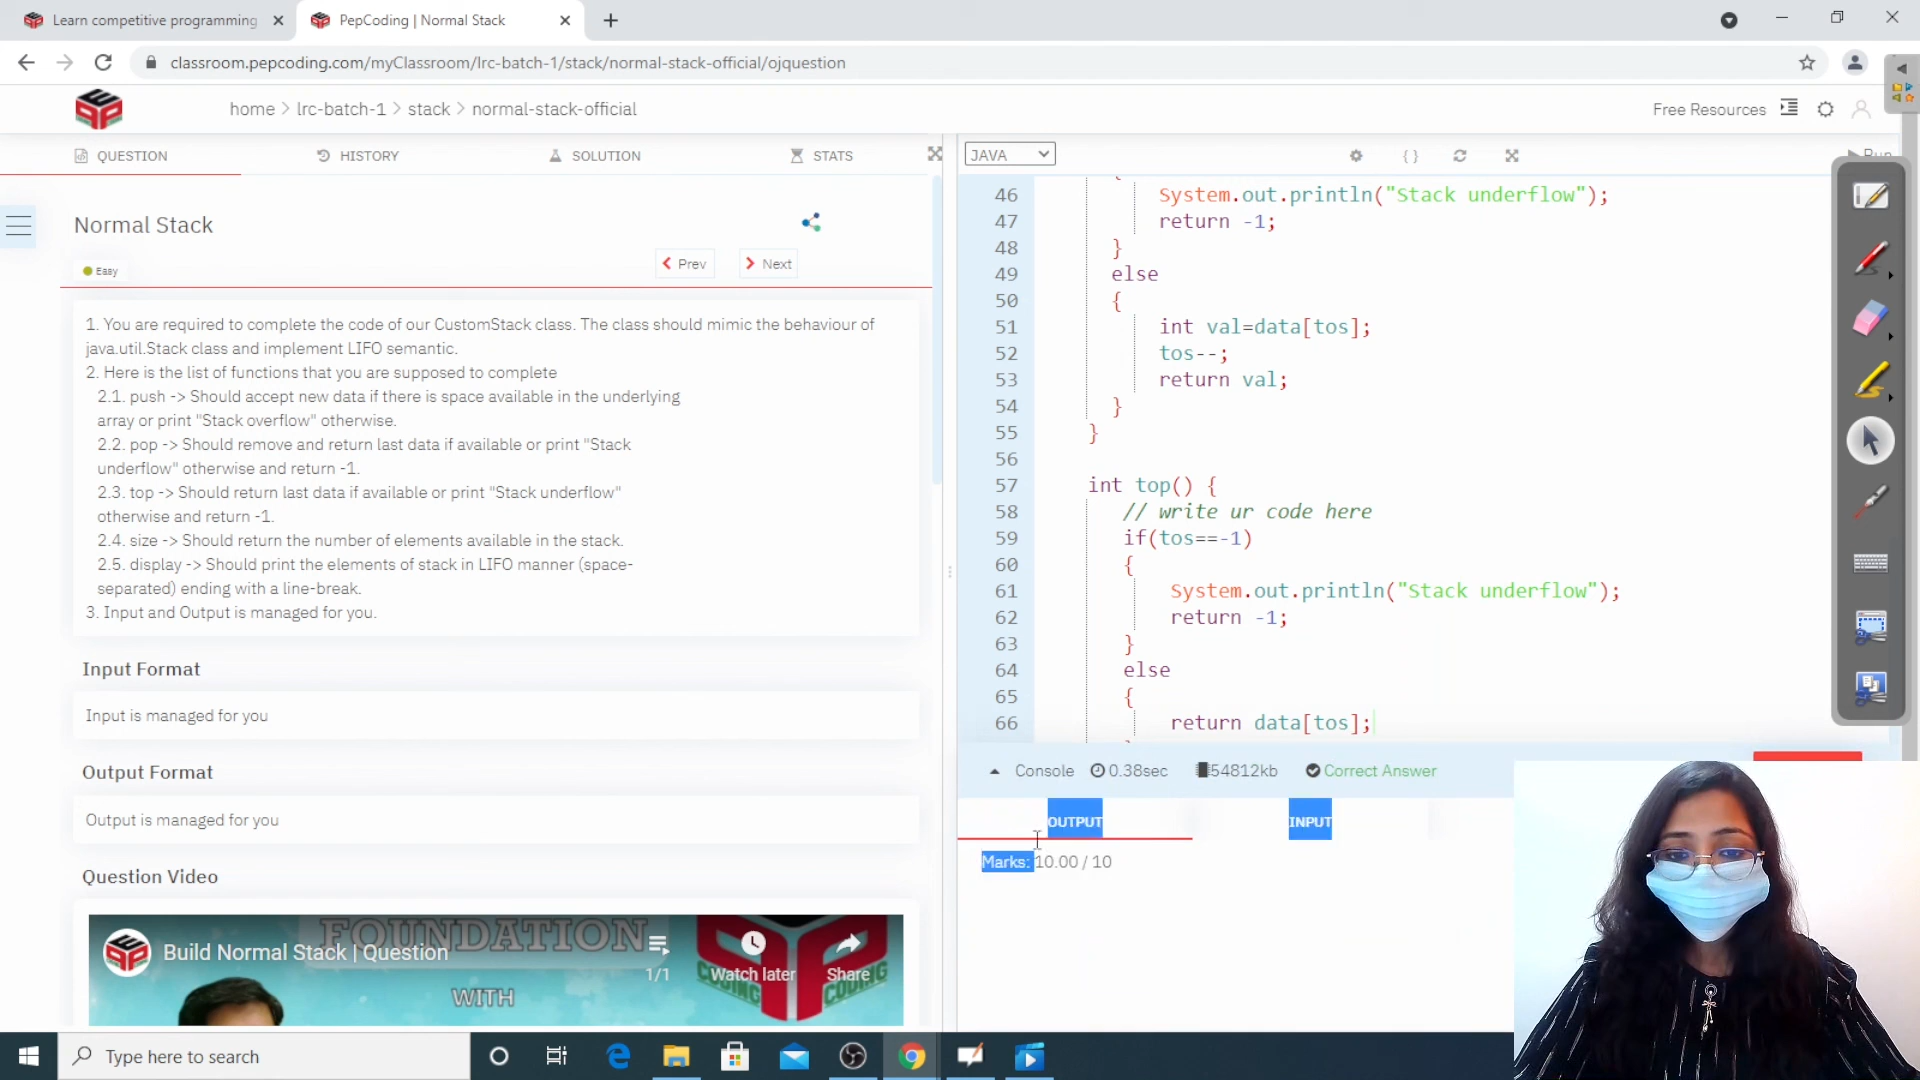 Learn competitive programming
PepCoding | Normal Stack
classroom.pepcoding.com/myClassroom/lrc-batch-1/stack/normal-stack-official/ojquestion
home > lrc-batch-1 > stack > normal-stack-official
Free Resources
QUESTION
HISTORY
SOLUTION
STATS
JAVA
Run
Normal Stack
Easy
Prev
Next
1. You are required to complete the code of our CustomStack class. The class should mimic the behaviour of
java.util.Stack class and implement LIFO semantic.
2. Here is the list of functions that you are supposed to complete
2.1. push -> Should accept new data if there is space available in the underlying
array or print "Stack overflow" otherwise.
2.2. pop -> Should remove and return last data if available or print "Stack
underflow" otherwise and return -1.
2.3. top -> Should return last data if available or print "Stack underflow"
otherwise and return -1.
2.4. size -> Should return the number of elements available in the stack.
2.5. display -> Should print the elements of stack in LIFO manner (space-
separated) ending with a line-break.
3. Input and Output is managed for you.
Input Format
Input is managed for you
Output Format
Output is managed for you
Question Video
FOUNDATION
Build Normal Stack | Question
1/1
Watch later
Share
WITH
CODING
CODING
46 System.out.println("Stack underflow");
47 return -1;
48 }
49 else
50 {
51 int val=data[tos];
52 tos--;
53 return val;
54 }
55 }
56
57 int top() {
58 // write ur code here
59 if(tos==-1)
60 {
61 System.out.println("Stack underflow");
62 return -1;
63 }
64 else
65 {
66 return data[tos];
Console 0.38sec 54812kb Correct Answer
OUTPUT
INPUT
Marks: 10.00 / 10
Type here to search